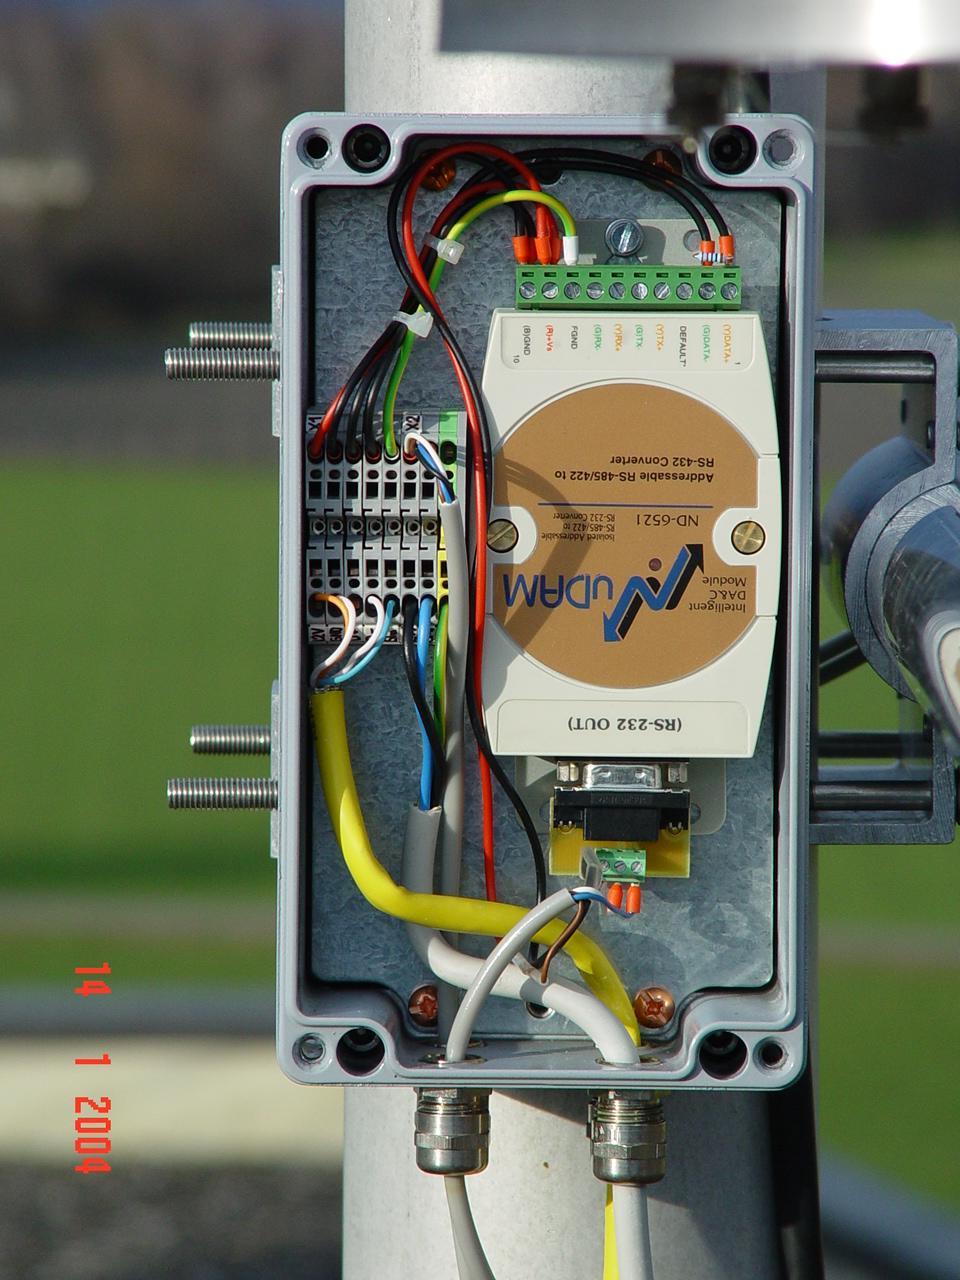 (Y)DATA+
(G)DATA-
DEFAULT*
(Y)TX+
(G)TX-
(Y)RX+
(G)RX-
FGND
(R)+Vs
(B)GND
1
10
Intelligent
DA&C
Module
uDAM
ND-6521
Isolated Addressable
RS-485/422 to
RS-232 Converter
Addressable RS-485/422 to
RS-432 Converter
(RS-232 OUT)
X1
X2
14 1 2004